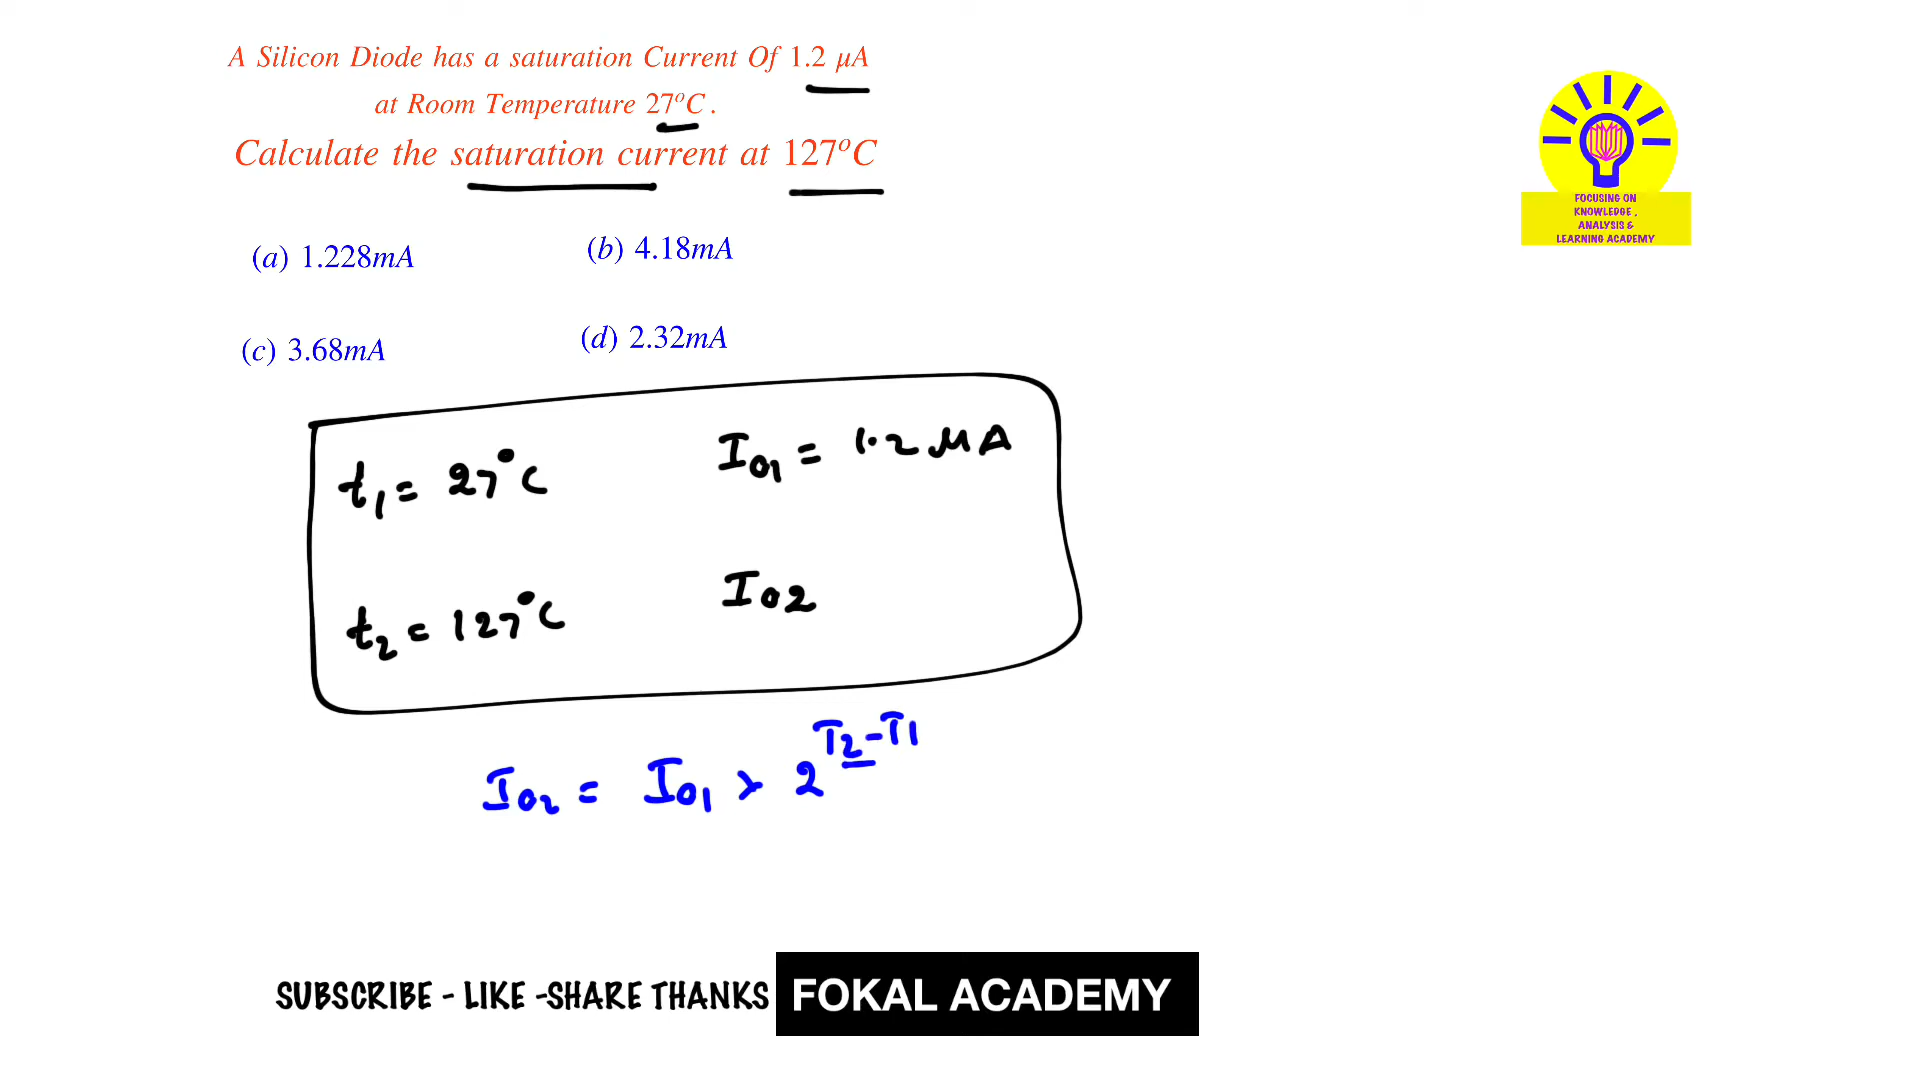 A Silicon Diode has a saturation Current Of 1.2 μA
at Room Temperature 27°C .
Calculate the saturation current at 127°C
(a) 1.228mA
(b) 4.18mA
(c) 3.68mA
(d) 2.32mA
t1 = 27°C
I01 = 1.2 μA
t2 = 127°C
I02
I02 = I01 × 2^T2-T1
FOCUSING ON
KNOWLEDGE ,
ANALYSIS &
LEARNING ACADEMY
SUBSCRIBE - LIKE -SHARE THANKS
FOKAL ACADEMY